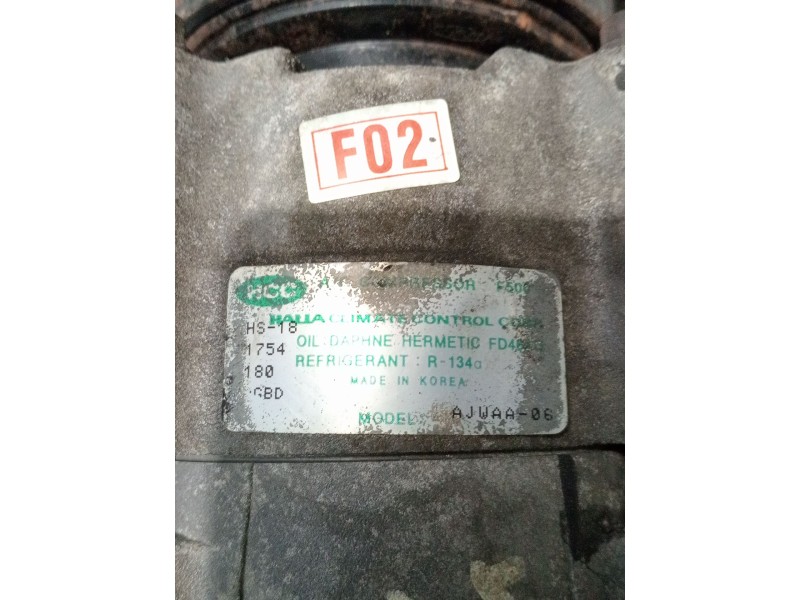 F02
HCC COMPRESSOR F500
HALLA CLIMATE CONTROL CORP.
HS-18
OIL:DAPHNE HERMETIC
1754
REFRIGERANT : R-134a
180
MADE IN KOREA
GBD
MODEL: AJWAA-06